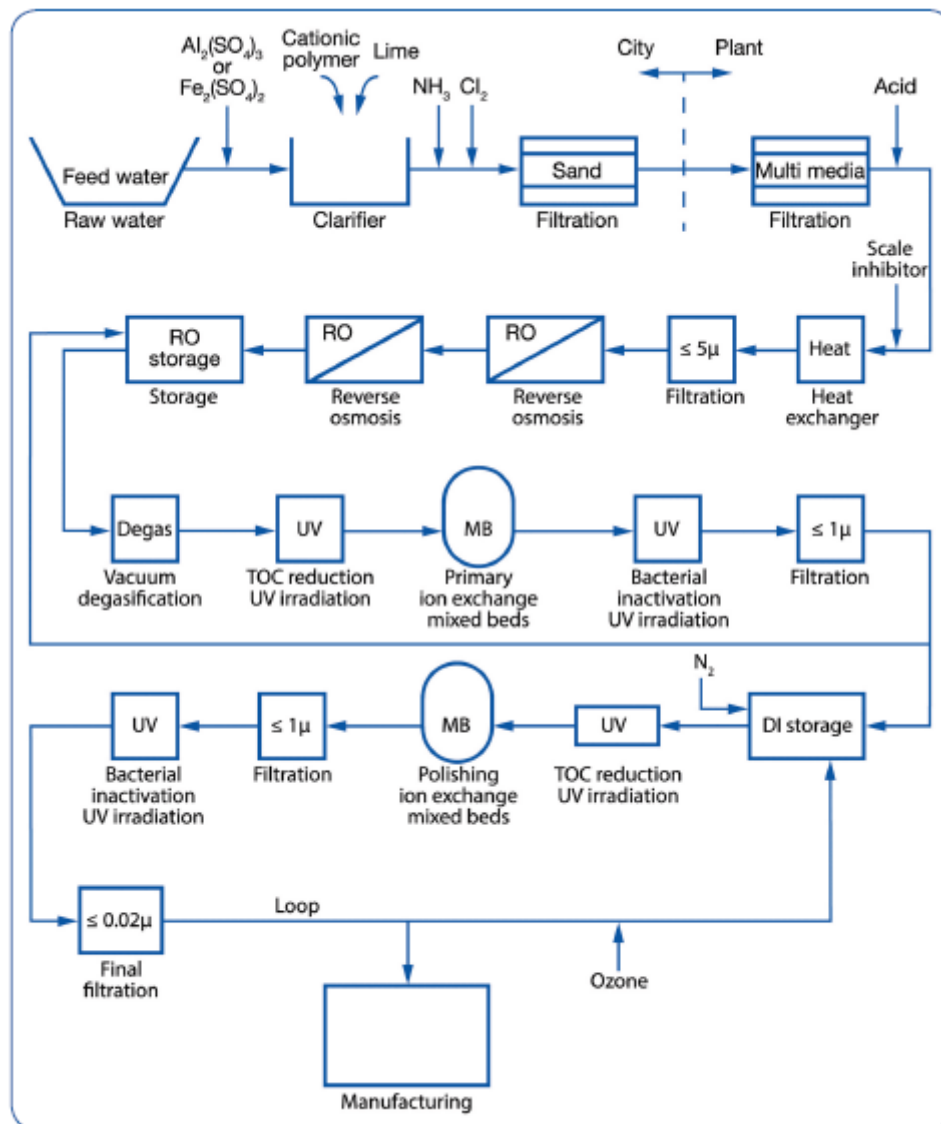 Al₂(SO₄)₃
or
Fe₂(SO₄)₂
Cationic
polymer
Lime
NH₃
Cl₂
City
Plant
Acid
Feed water
Raw water
Clarifier
Sand
Filtration
Multi media
Filtration
Scale
inhibitor
RO
storage
Storage
RO
Reverse
osmosis
RO
Reverse
osmosis
≤ 5μ
Filtration
Heat
Heat
exchanger
Degas
Vacuum
degasification
UV
TOC reduction
UV irradiation
MB
Primary
ion exchange
mixed beds
UV
Bacterial
inactivation
UV irradiation
≤ 1μ
Filtration
N₂
UV
Bacterial
inactivation
UV irradiation
≤ 1μ
Filtration
MB
Polishing
ion exchange
mixed beds
UV
TOC reduction
UV irradiation
DI storage
≤ 0.02μ
Final
filtration
Loop
Ozone
Manufacturing